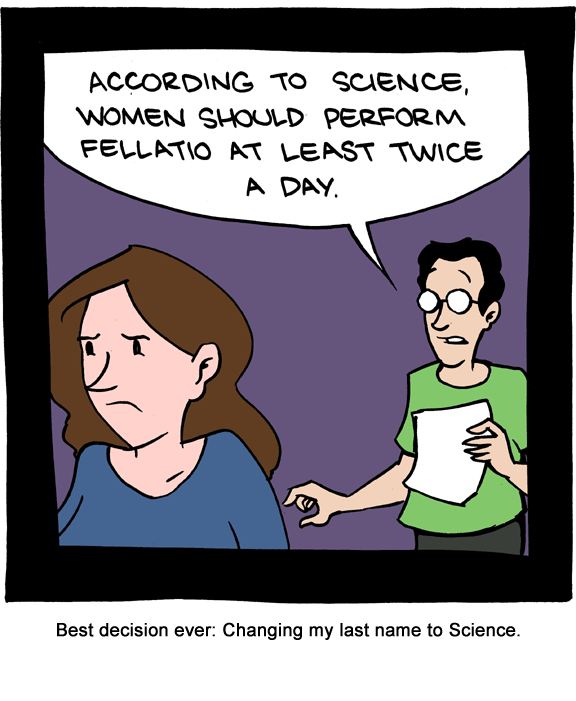 ACCORDING TO SCIENCE,
WOMEN SHOULD PERFORM
FELLATIO AT LEAST TWICE
A DAY.
Best decision ever: Changing my last name to Science.